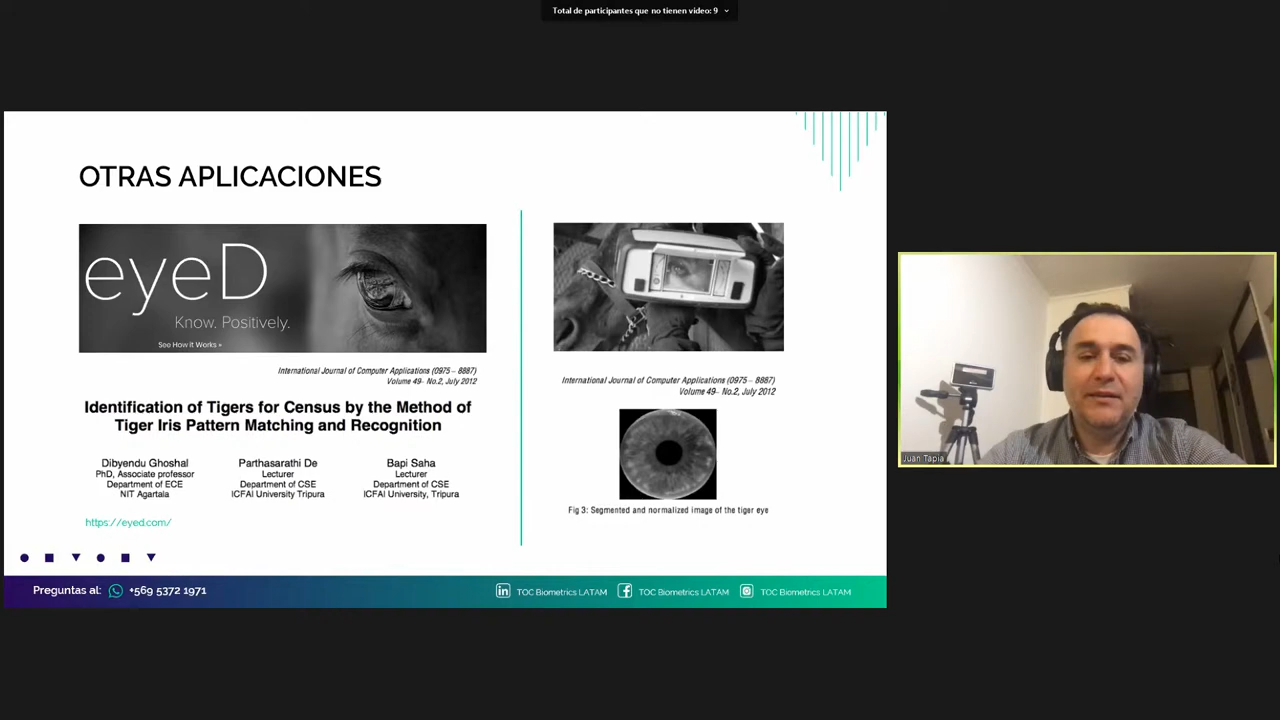 Total de participantes que no tienen video: 9
OTRAS APLICACIONES
eyeD
Know. Positively.
See How it Works »
International Journal of Computer Applications (0975 – 8887)
Volume 49– No.2, July 2012
Identification of Tigers for Census by the Method of
Tiger Iris Pattern Matching and Recognition
Dibyendu Ghoshal
PhD, Associate professor
Department of ECE
NIT Agartala
Parthasarathi De
Lecturer
Department of CSE
ICFAI University Tripura
Bapi Saha
Lecturer
Department of CSE
ICFAI University, Tripura
https://eyed.com/
International Journal of Computer Applications (0975 – 8887)
Volume 49– No.2, July 2012
Fig 3: Segmented and normalized image of the tiger eye
Preguntas al: +569 5372 1971
TOC Biometrics LATAM
TOC Biometrics LATAM
TOC Biometrics LATAM
Juan Tapia